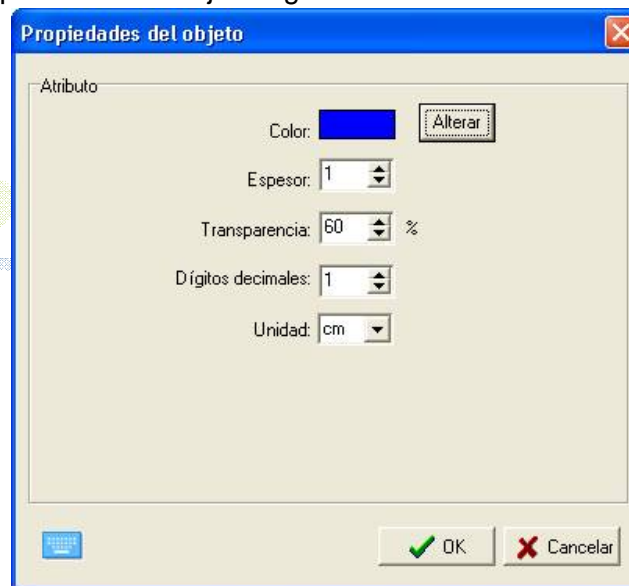 Propiedades del objeto
Atributo
Color: Alterar
Espesor: 1
Transparencia: 60 %
Dígitos decimales: 1
Unidad: cm
OK Cancelar